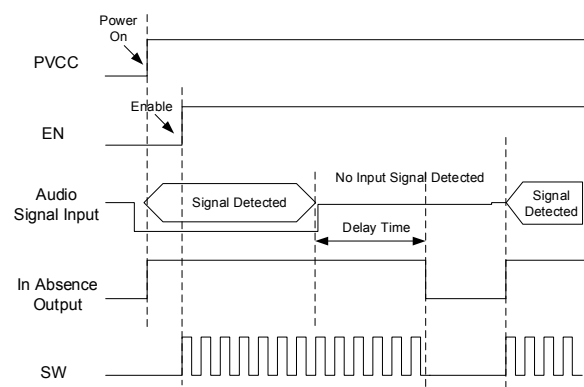 Power
On
PVCC
Enable
EN
No Input Signal Detected
Audio
Signal Input
Signal Detected
Signal
Detected
Delay Time
In Absence
Output
SW